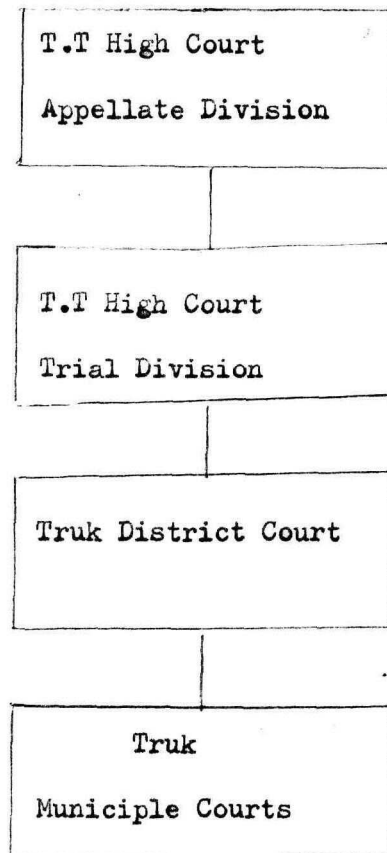 T.T High Court
Appellate Division
T.T High Court
Trial Division
Truk District Court
Truk
Municiple Courts